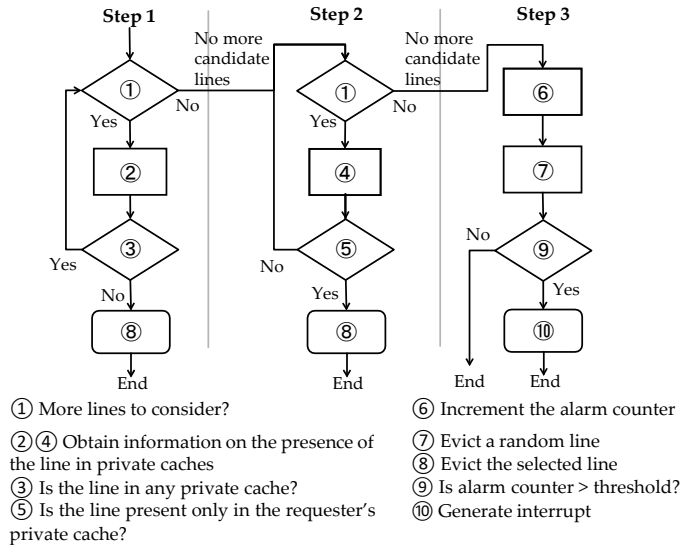 Step 1
Step 2
Step 3
No more
candidate
lines
No more
candidate
lines
①
No
Yes
②
③
Yes
No
⑧
End
①
No
Yes
④
⑤
No
Yes
⑧
End
⑥
⑦
⑨
No
Yes
⑩
End
End
① More lines to consider?
②④ Obtain information on the presence of
the line in private caches
③ Is the line in any private cache?
⑤ Is the line present only in the requester's
private cache?
⑥ Increment the alarm counter
⑦ Evict a random line
⑧ Evict the selected line
⑨ Is alarm counter > threshold?
⑩ Generate interrupt